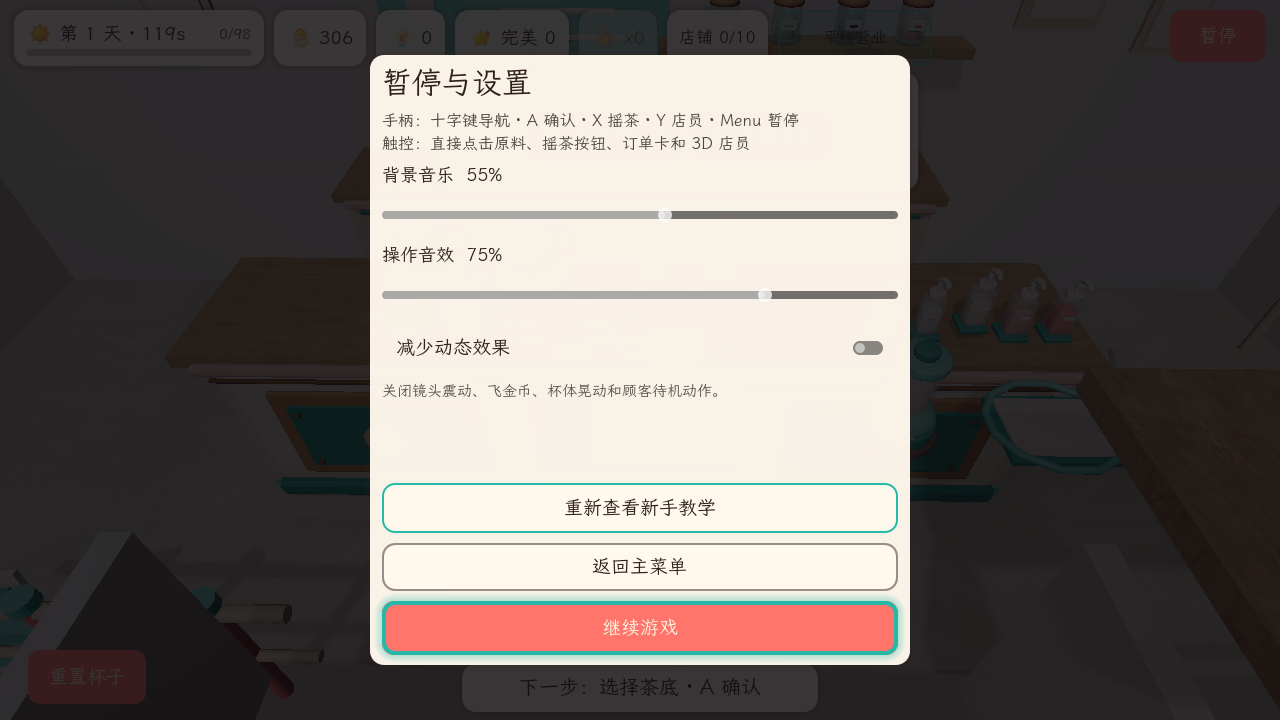 第 1 天·119s
0/98
306
0
完美 0
x0
店铺 0/10
平稳营业
暂停
暂停与设置
手柄：十字键导航·A 确认·X 摇茶·Y 店员·Menu 暂停
触控：直接点击原料、摇茶按钮、订单卡和 3D 店员
背景音乐 55%
操作音效 75%
减少动态效果
关闭镜头震动、飞金币、杯体晃动和顾客待机动作。
重新查看新手教学
返回主菜单
继续游戏
重置杯子
下一步：选择茶底·A 确认